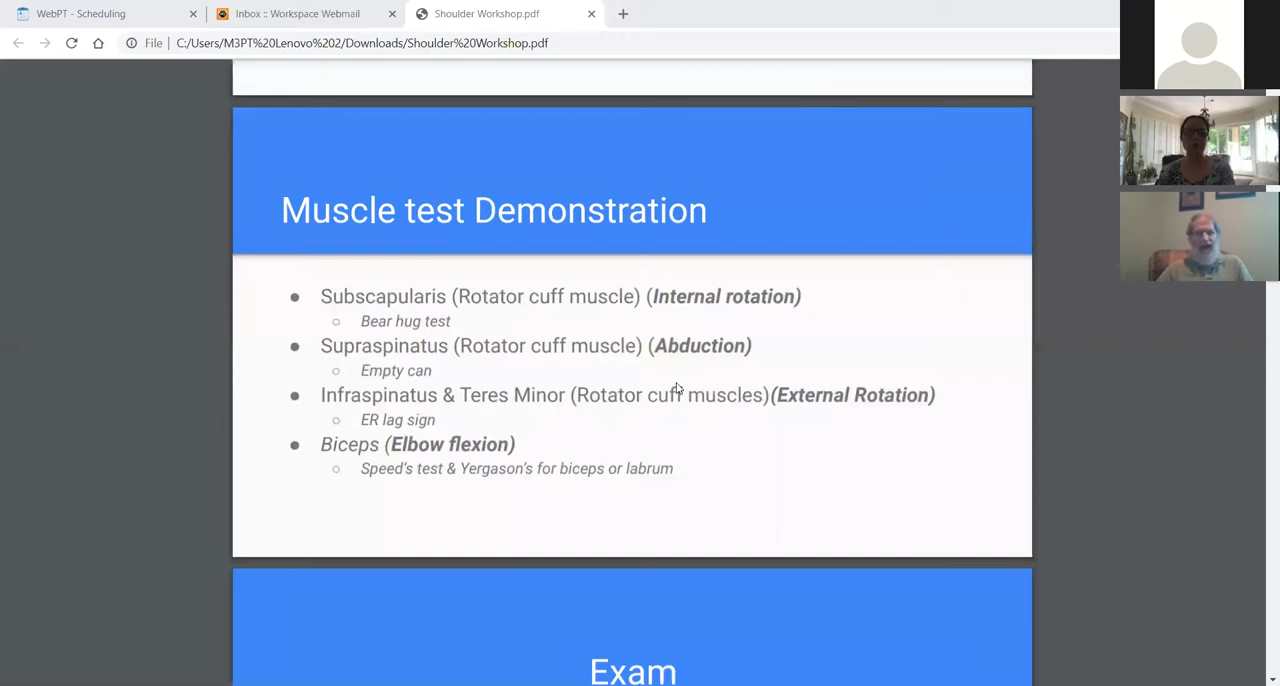 WebPT - Scheduling
Inbox :: Workspace Webmail
Shoulder Workshop.pdf
File
C:/Users/M3PT%20Lenovo%202/Downloads/Shoulder%20Workshop.pdf
Muscle test Demonstration
Subscapularis (Rotator cuff muscle) (Internal rotation)
Bear hug test
Supraspinatus (Rotator cuff muscle) (Abduction)
Empty can
Infraspinatus & Teres Minor (Rotator cuff muscles)(External Rotation)
ER lag sign
Biceps (Elbow flexion)
Speed's test & Yergason's for biceps or labrum
Exam